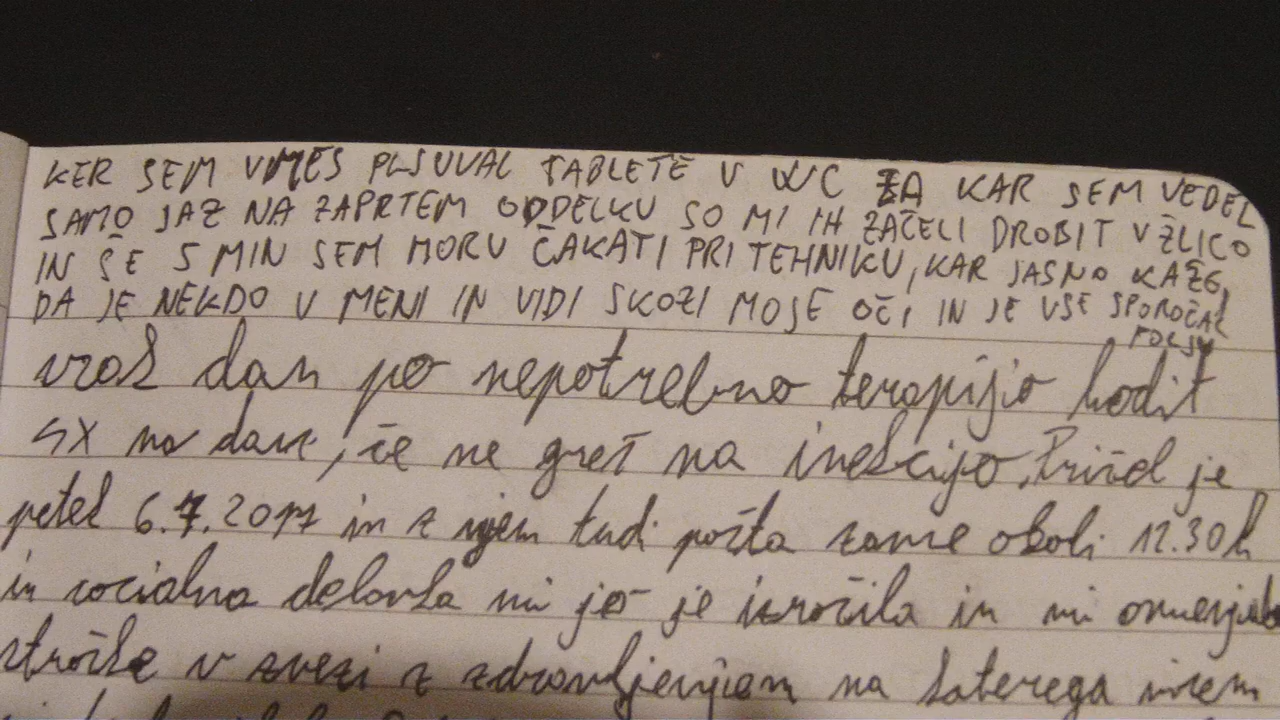 KER SEM VMES PLJUVAL TABLETE V WC ZA KAR SEM VEDEL
SAMO JAZ NA ZAPRTEM ODDELKU SO MI IH ZAČELI DROBIT V ŽLICO
IN ŠE 5 MIN SEM MORU ČAKATI PRI TEHNIKU, KAR JASNO KAŽE,
DA JE NEKDO V MENI IN VIDI SKOZI MOJE OČI IN JE VSE SPOROČAL
vsak dan po nepotrebno terapijo hodit
4X na dan, če ne greš na inekcijo. Prišel je
petek 6.7.2017 in z njem tudi pošta zame okoli 12.30h
in socialna delavka mi jo je izročila in mi omenjala
stroške v zvezi z zdravljenjem na katerega nisem